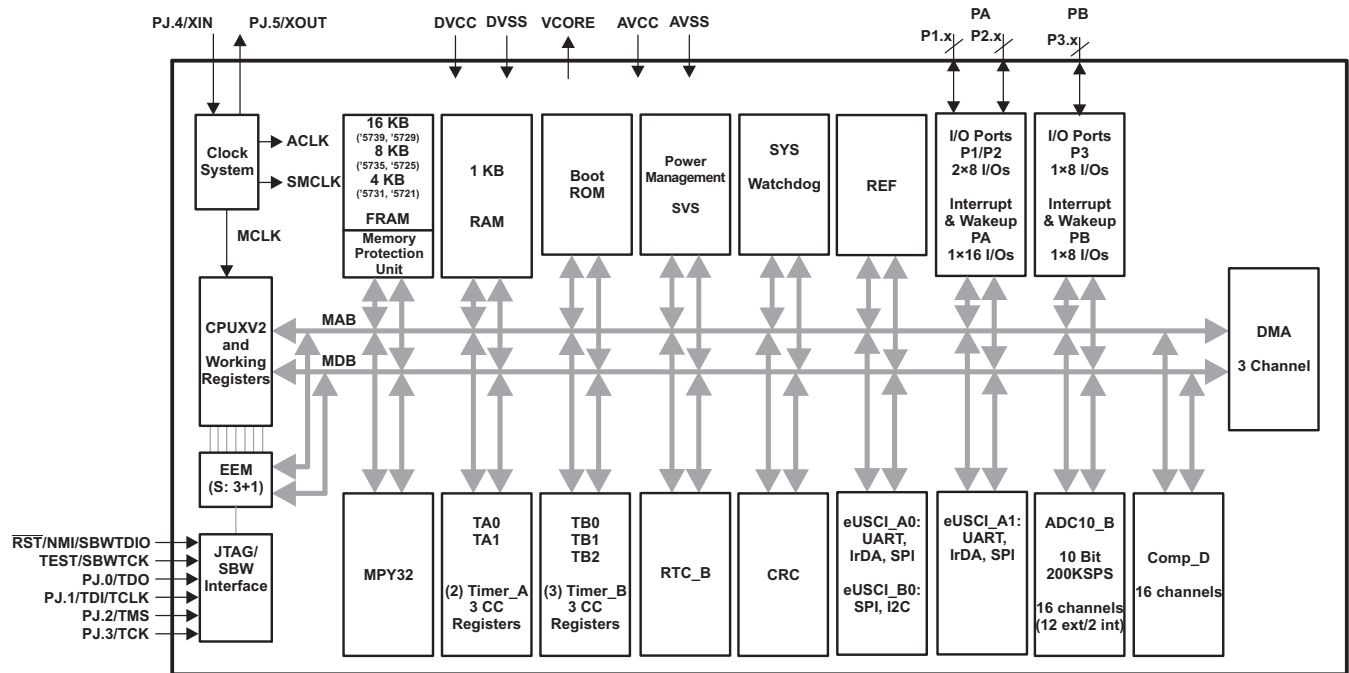 PJ.4/XIN
PJ.5/XOUT
DVCC
DVSS
VCORE
AVCC
AVSS
PA
P1.x
P2.x
PB
P3.x
Clock
System
ACLK
SMCLK
MCLK
16 KB
('5739, '5729)
8 KB
('5735, '5725)
4 KB
('5731, '5721)
FRAM
Memory
Protection
Unit
1 KB
RAM
Boot
ROM
Power
Management
SVS
SYS
Watchdog
REF
I/O Ports
P1/P2
2×8 I/Os
Interrupt
& Wakeup
PA
1×16 I/Os
I/O Ports
P3
1×8 I/Os
Interrupt
& Wakeup
PB
1×8 I/Os
CPUXV2
and
Working
Registers
MAB
MDB
DMA
3 Channel
EEM
(S: 3+1)
RST/NMI/SBWTDIO
TEST/SBWTCK
PJ.0/TDO
PJ.1/TDI/TCLK
PJ.2/TMS
PJ.3/TCK
JTAG/
SBW
Interface
MPY32
TA0
TA1
(2) Timer_A
3 CC
Registers
TB0
TB1
TB2
(3) Timer_B
3 CC
Registers
RTC_B
CRC
eUSCI_A0:
UART,
IrDA, SPI
eUSCI_B0:
SPI, I2C
eUSCI_A1:
UART,
IrDA, SPI
ADC10_B
10 Bit
200KSPS
16 channels
(12 ext/2 int)
Comp_D
16 channels